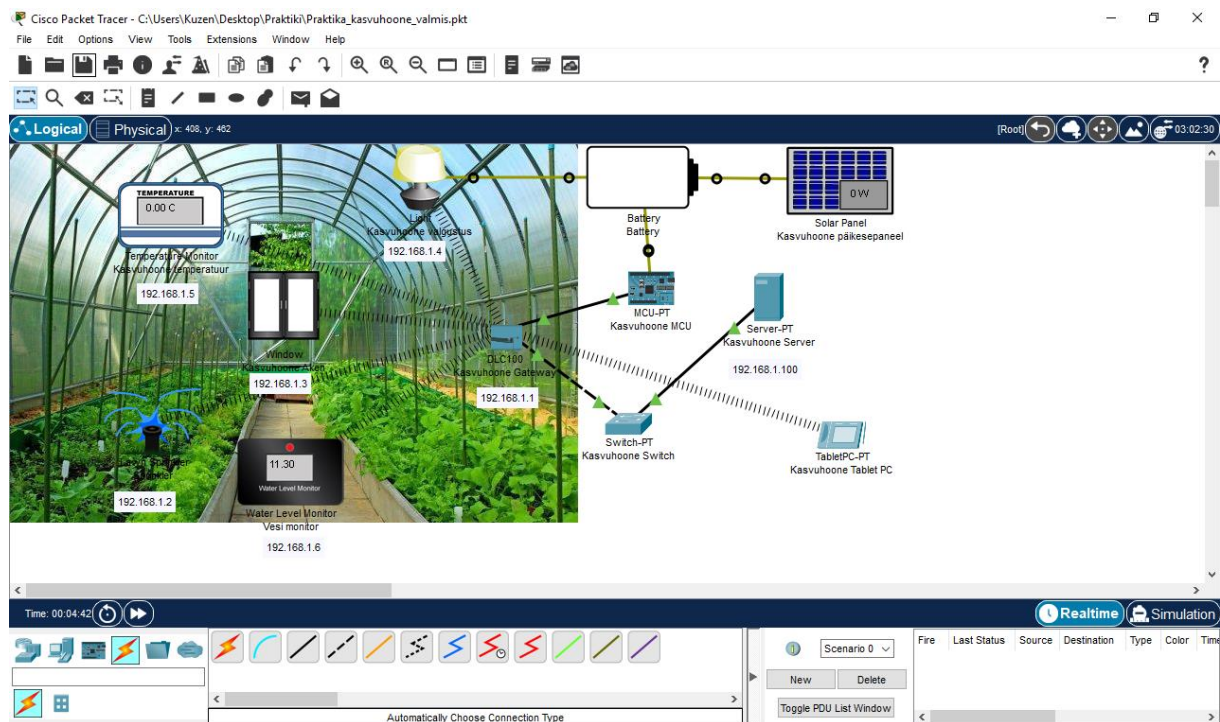 Cisco Packet Tracer - C:\Users\Kuzen\Desktop\Praktiki\Praktika_kasvuhoone_valmis.pkt
File Edit Options View Tools Extensions Window Help
?
Logical Physical x: 408, y: 462 [Root] 03:02:30
TEMPERATURE
0.00 C
Temperature Monitor
Kasvuhoone temperatuur
192.168.1.5
Light
Kasvuhoone valgustus
192.168.1.4
Battery
Battery
0 W
Solar Panel
Kasvuhoone päikesepaneel
MCU-PT
Kasvuhoone MCU
Server-PT
Kasvuhoone Server
192.168.1.100
Window
Kasvuhoone Aken
192.168.1.3
DLC100
Kasvuhoone Gateway
192.168.1.1
Switch-PT
Kasvuhoone Switch
TabletPC-PT
Kasvuhoone Tablet PC
192.168.1.2
11.30
Water Level Monitor
Water Level Monitor
Vesi monitor
192.168.1.6
Time: 00:04:42 Realtime Simulation
Scenario 0
New Delete
Toggle PDU List Window
Fire Last Status Source Destination Type Color Time
Automatically Choose Connection Type